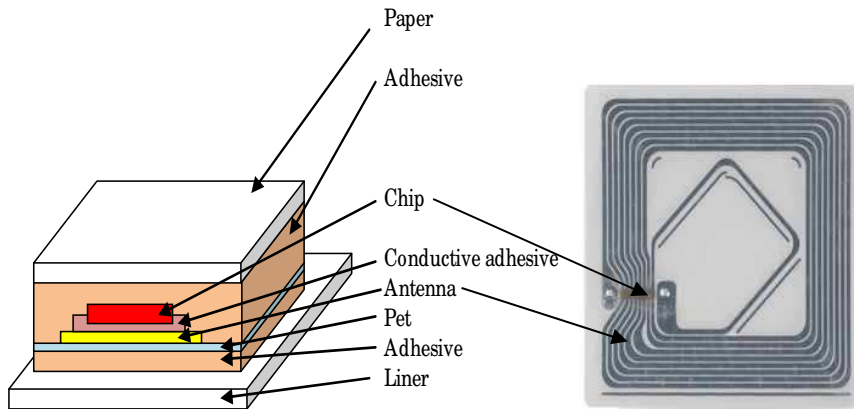 Paper
Adhesive
Chip
Conductive adhesive
Antenna
Pet
Adhesive
Liner